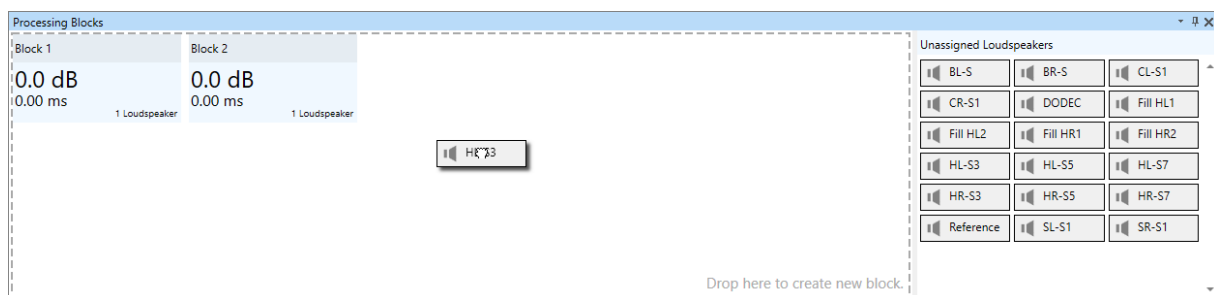 Processing Blocks
Block 1
0.0 dB
0.00 ms
1 Loudspeaker
Block 2
0.0 dB
0.00 ms
1 Loudspeaker
Drop here to create new block.
Unassigned Loudspeakers
BL-S BR-S CL-S1
CR-S1 DODEC Fill HL1
Fill HL2 Fill HR1 Fill HR2
HL-S3 HL-S5 HL-S7
HR-S3 HR-S5 HR-S7
Reference SL-S1 SR-S1